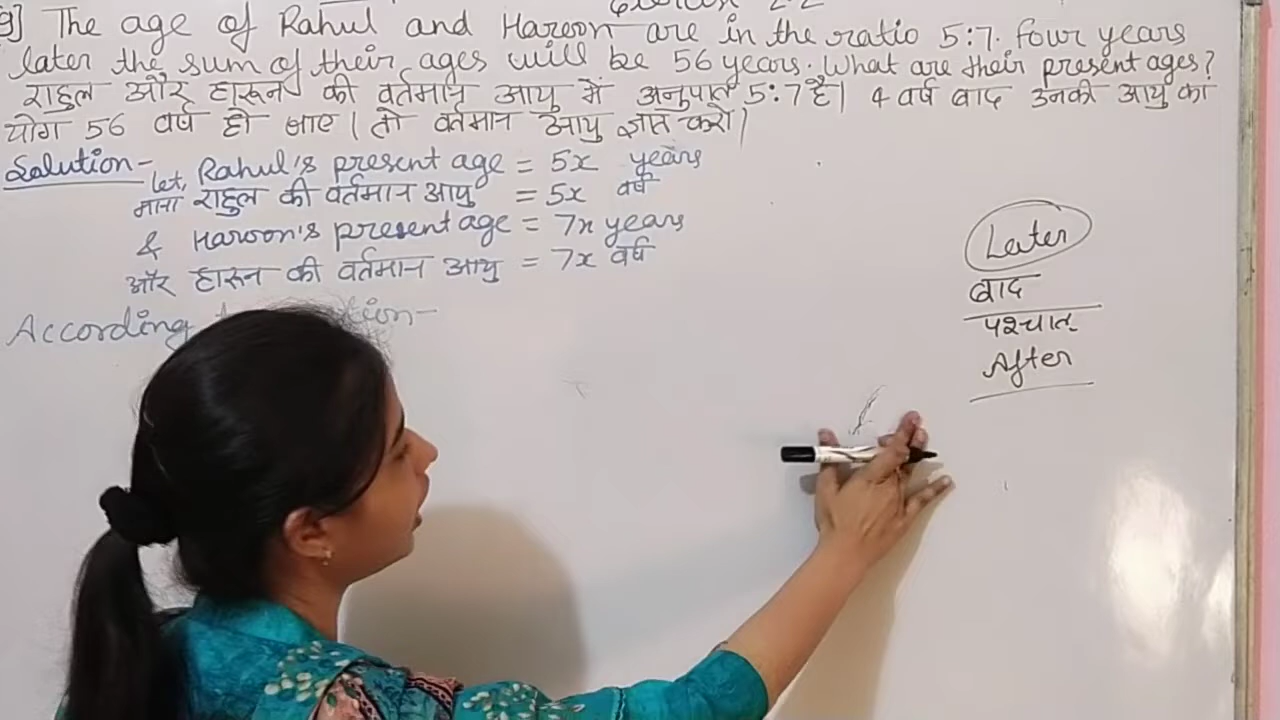 9] The age of Rahul and Haroon are in the ratio 5:7. four years
later the sum of their ages will be 56 years. What are their present ages?
राहुल और हारून की वर्तमान आयु में अनुपात 5:7 है। 4 वर्ष बाद उनकी आयु का
योग 56 वर्ष हो जाए। तो वर्तमान आयु ज्ञात करो।
Solution-
let, Rahul's present age = 5x years
माना राहुल की वर्तमान आयु = 5x वर्ष
& Haroon's present age = 7x years
और हारून की वर्तमान आयु = 7x वर्ष
According
Later
बाद
पश्चात
After